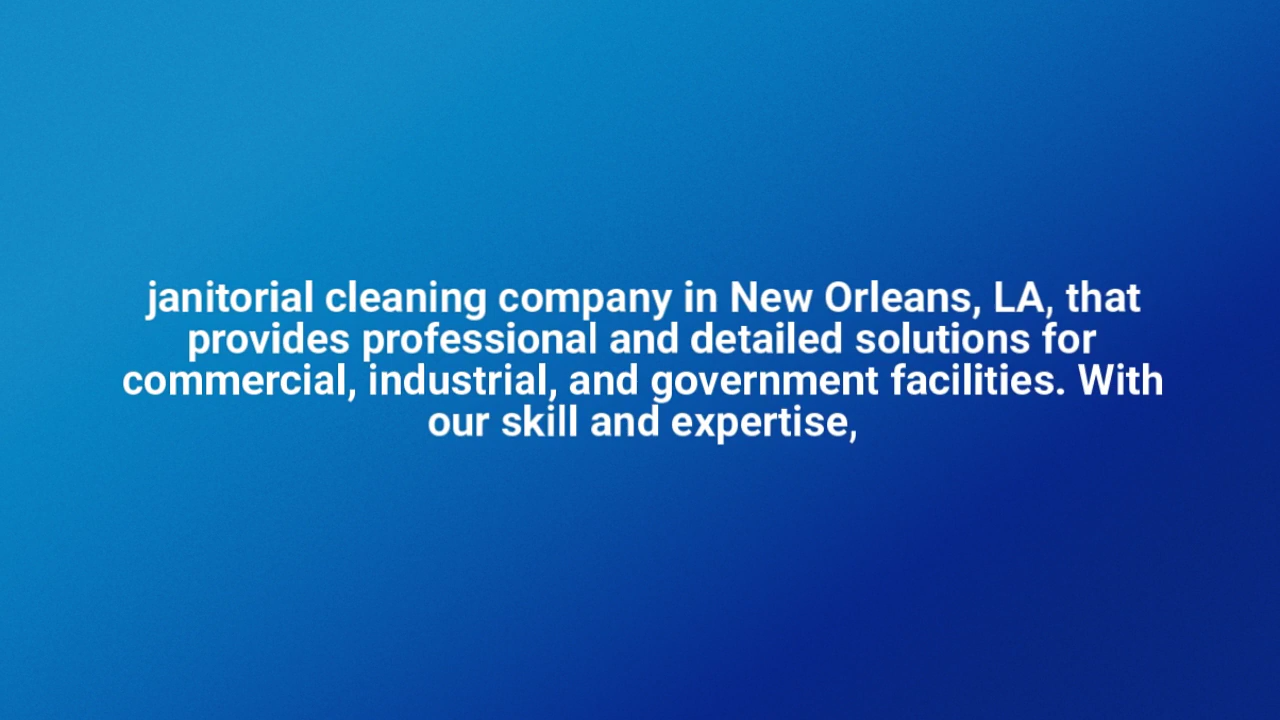 janitorial cleaning company in New Orleans, LA, that
provides professional and detailed solutions for
commercial, industrial, and government facilities. With
our skill and expertise,